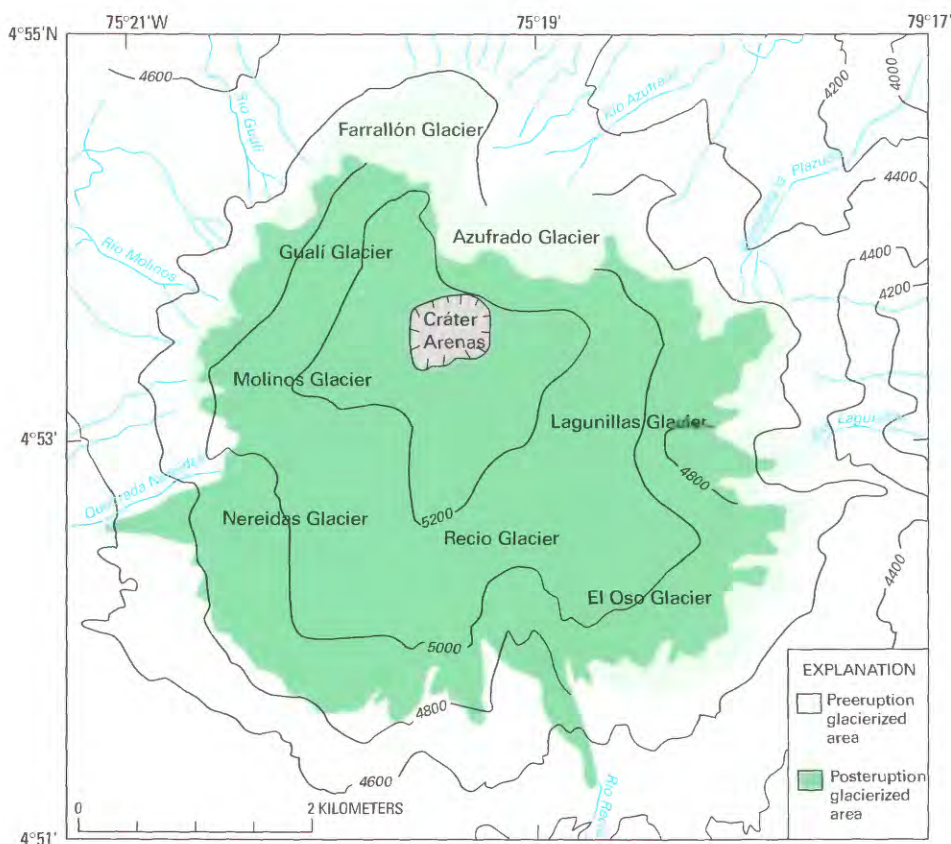 75°21'W
75°19'
79°17'
4°55'N
4600
4200
4000
Río Gualí
Farrallón Glacier
Río Azufra
Plazue
4400
Azufrado Glacier
Río Molinos
Gualí Glacier
4400
4200
Cráter
Arenas
Molinos Glacier
Lagunillas Glacier
4°53'
4800
Nereidas Glacier
5200
Recio Glacier
El Oso Glacier
4400
5000
4800
4600
EXPLANATION
Preeruption
glacierized
area
Posteruption
glacierized
area
0
2 KILOMETERS
4°51'